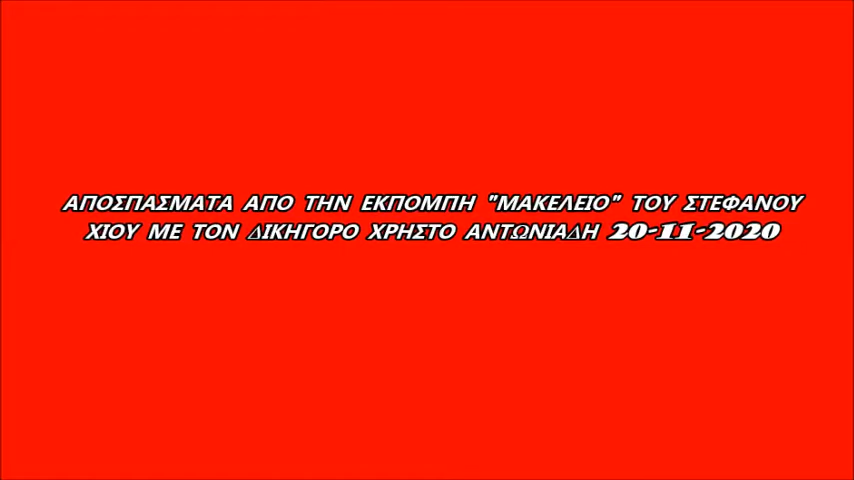 ΑΠΟΣΠΑΣΜΑΤΑ ΑΠΟ ΤΗΝ ΕΚΠΟΜΠΗ "ΜΑΚΕΛΕΙΟ" ΤΟΥ ΣΤΕΦΑΝΟΥ
ΧΙΟΥ ΜΕ ΤΟΝ ΔΙΚΗΓΟΡΟ ΧΡΗΣΤΟ ΑΝΤΩΝΙΑΔΗ 20-11-2020